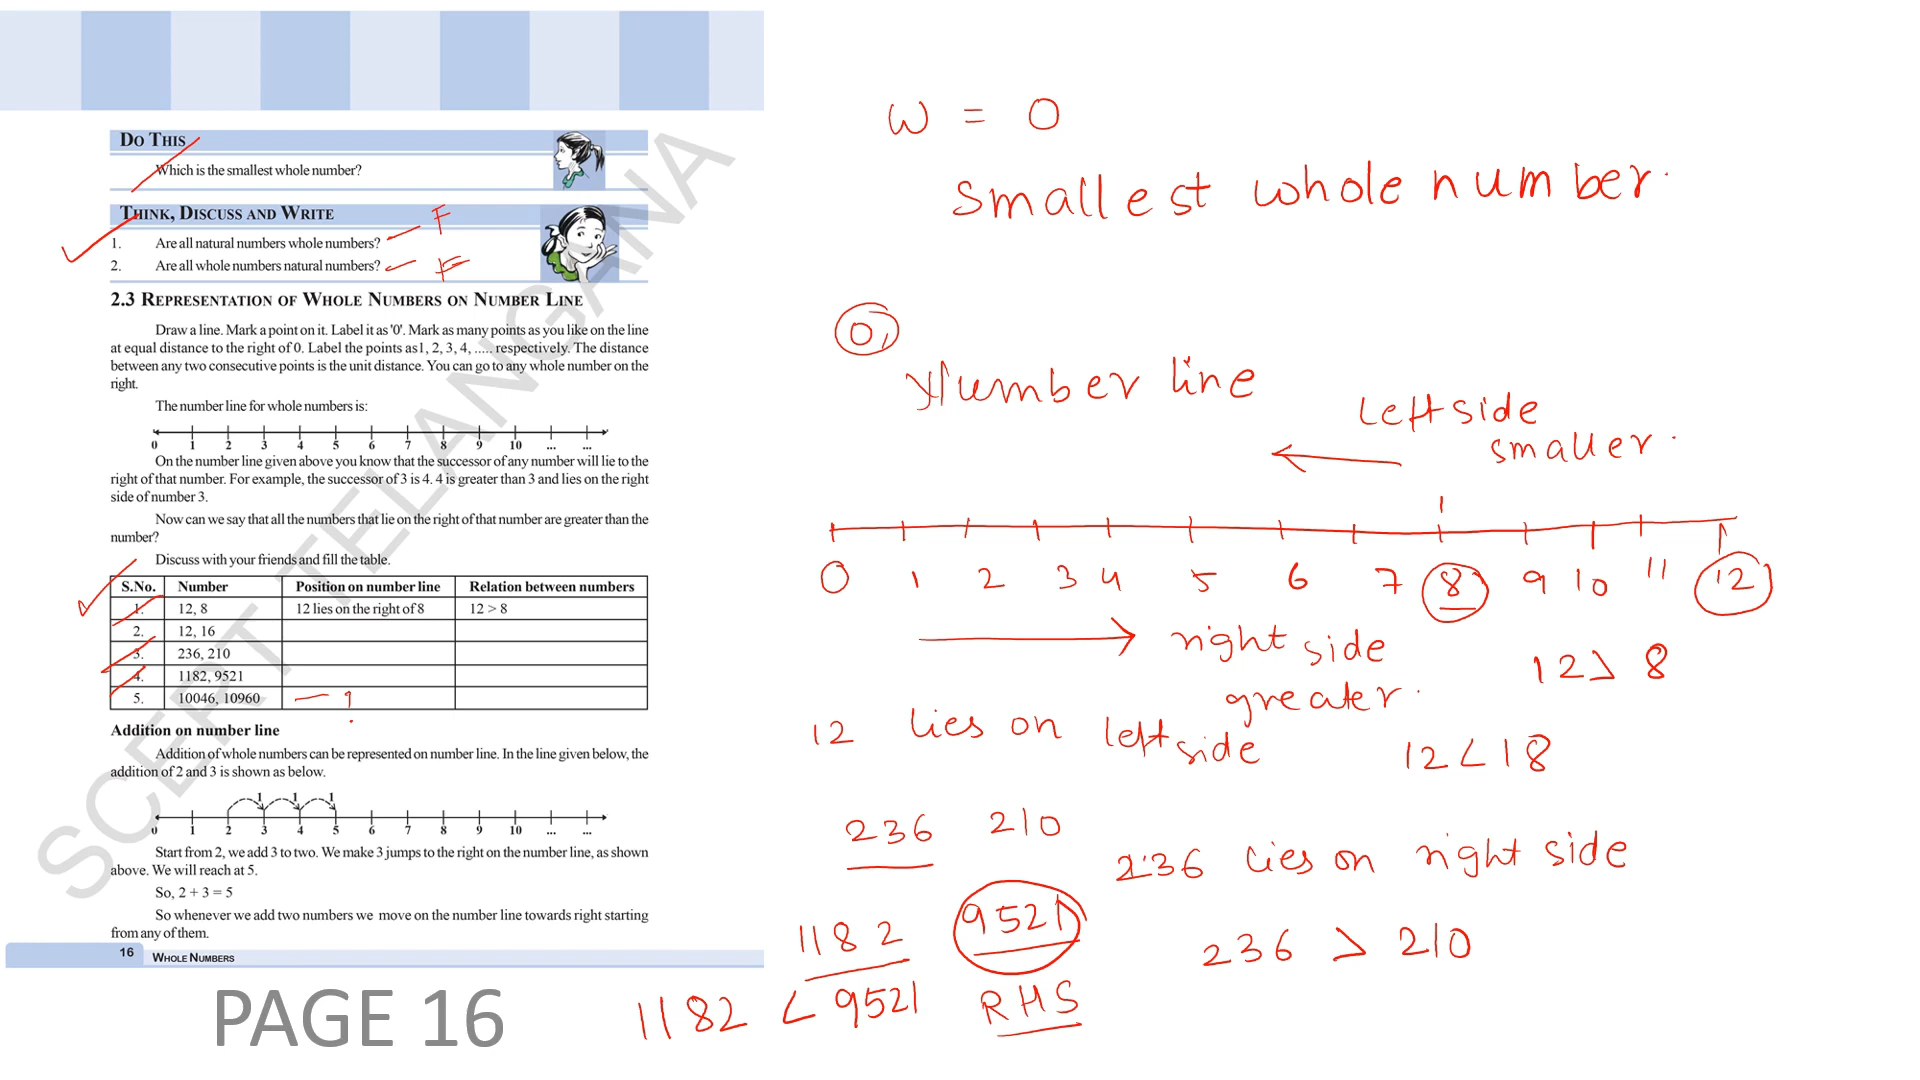 DO THIS
Which is the smallest whole number?
THINK, DISCUSS AND WRITE
1. Are all natural numbers whole numbers? F
2. Are all whole numbers natural numbers? F
2.3 REPRESENTATION OF WHOLE NUMBERS ON NUMBER LINE
Draw a line. Mark a point on it. Label it as '0'. Mark as many points as you like on the line
at equal distance to the right of 0. Label the points as1, 2, 3, 4, ..... respectively. The distance
between any two consecutive points is the unit distance. You can go to any whole number on the
right.
The number line for whole numbers is:
0 1 2 3 4 5 6 7 8 9 10 ... ...
On the number line given above you know that the successor of any number will lie to the
right of that number. For example, the successor of 3 is 4. 4 is greater than 3 and lies on the right
side of number 3.
Now can we say that all the numbers that lie on the right of that number are greater than the
number?
Discuss with your friends and fill the table.
S.No. Number Position on number line Relation between numbers
1. 12, 8 12 lies on the right of 8 12 > 8
2. 12, 16
3. 236, 210
4. 1182, 9521
5. 10046, 10960 — ?
Addition on number line
Addition of whole numbers can be represented on number line. In the line given below, the
addition of 2 and 3 is shown as below.
1 1 1
0 1 2 3 4 5 6 7 8 9 10 ... ...
Start from 2, we add 3 to two. We make 3 jumps to the right on the number line, as shown
above. We will reach at 5.
So, 2 + 3 = 5
So whenever we add two numbers we move on the number line towards right starting
from any of them.
16 WHOLE NUMBERS
SCERT TELANGANA
PAGE 16
W = 0
smallest whole number.
0,
Number line
left side
smaller.
0 1 2 3 4 5 6 7 8 9 10 11 12
right side
greater.
12 > 8
12 lies on left side
12 < 18
236 210
236 lies on right side
1182 9521
236 > 210
1182 < 9521
RHS